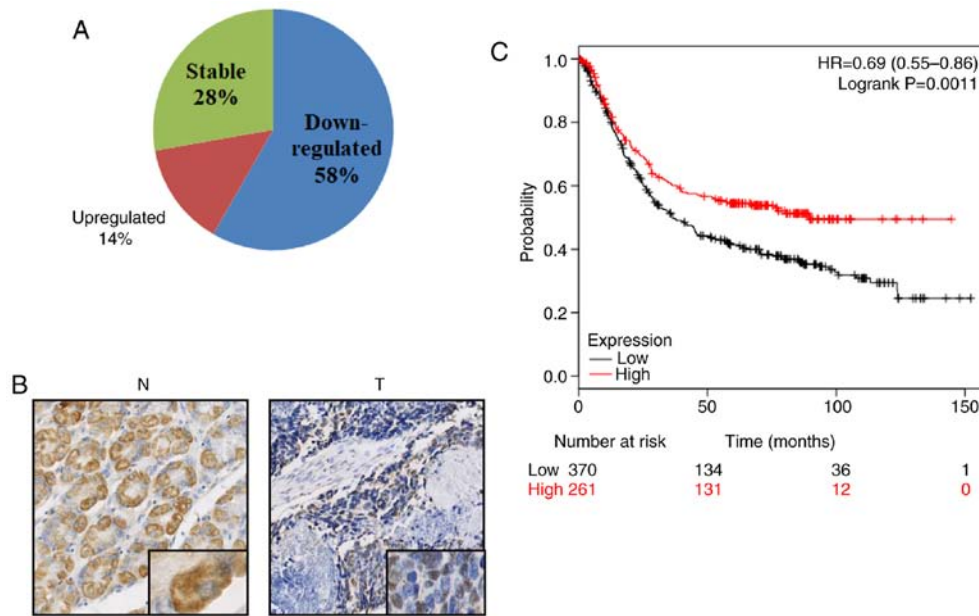 A
Stable
28%
Down-
regulated
58%
Upregulated
14%
B
N
T
C
HR=0.69 (0.55–0.86)
Logrank P=0.0011
Probability
1.0
0.8
0.6
0.4
0.2
0.0
Expression
Low
High
0 50 100 150
Number at risk Time (months)
Low 370 134 36 1
High 261 131 12 0